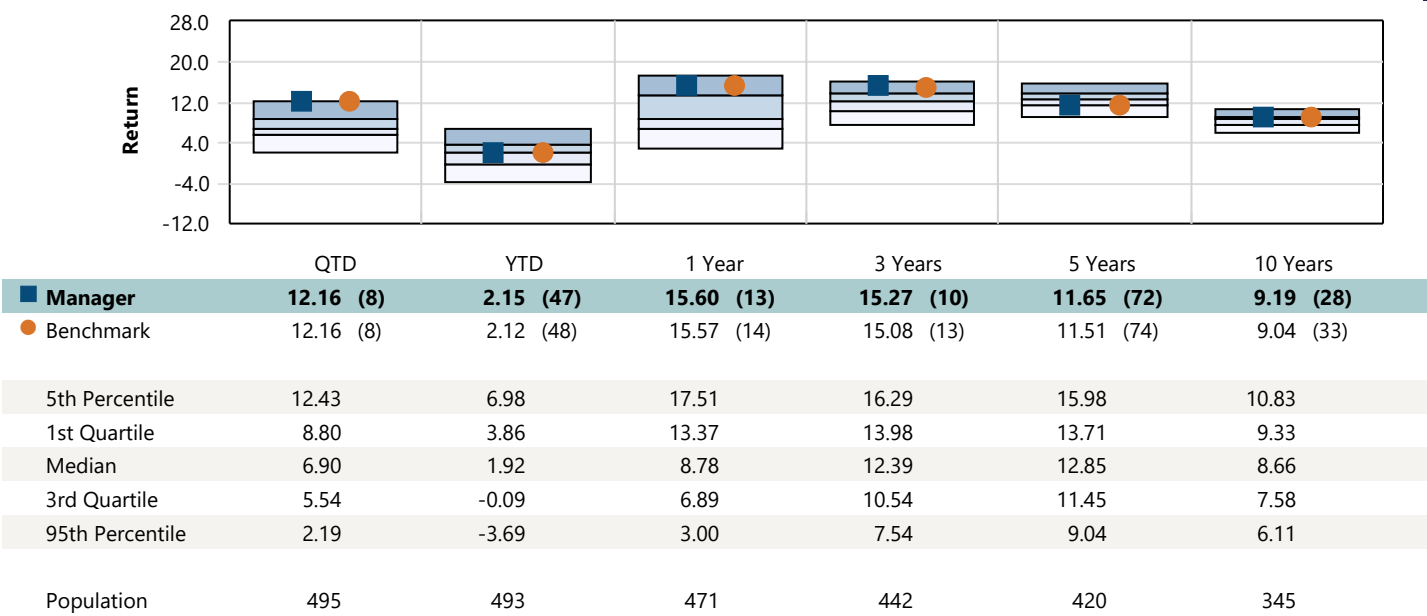 28.0
20.0
12.0
4.0
-4.0
-12.0
Return
QTD YTD 1 Year 3 Years 5 Years 10 Years
Manager 12.16 (8) 2.15 (47) 15.60 (13) 15.27 (10) 11.65 (72) 9.19 (28)
Benchmark 12.16 (8) 2.12 (48) 15.57 (14) 15.08 (13) 11.51 (74) 9.04 (33)
5th Percentile 12.43 6.98 17.51 16.29 15.98 10.83
1st Quartile 8.80 3.86 13.37 13.98 13.71 9.33
Median 6.90 1.92 8.78 12.39 12.85 8.66
3rd Quartile 5.54 -0.09 6.89 10.54 11.45 7.58
95th Percentile 2.19 -3.69 3.00 7.54 9.04 6.11
Population 495 493 471 442 420 345